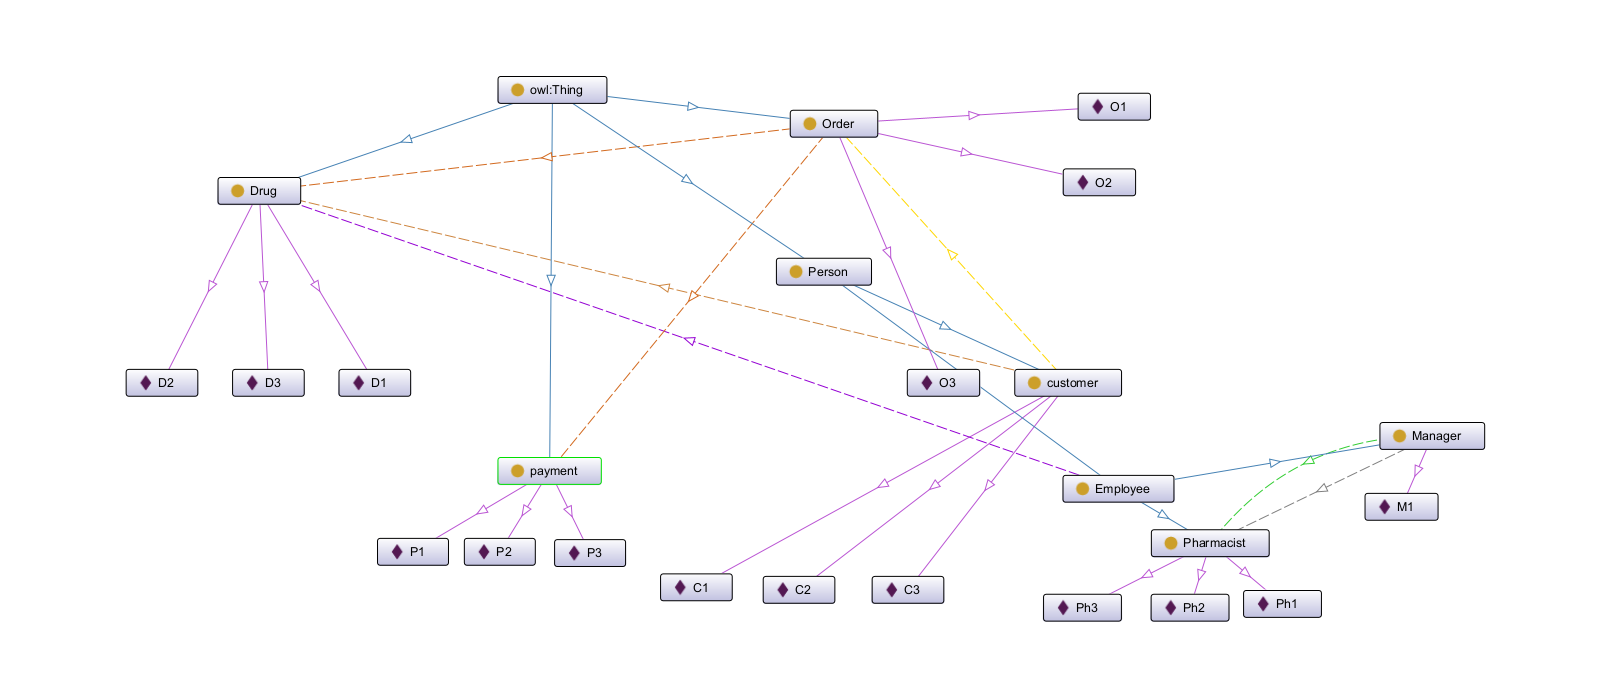 owl:Thing
O1
Order
O2
Drug
Person
D2
D3
D1
O3
customer
Manager
payment
Employee
M1
P1
P2
P3
Pharmacist
C1
C2
C3
Ph3
Ph2
Ph1